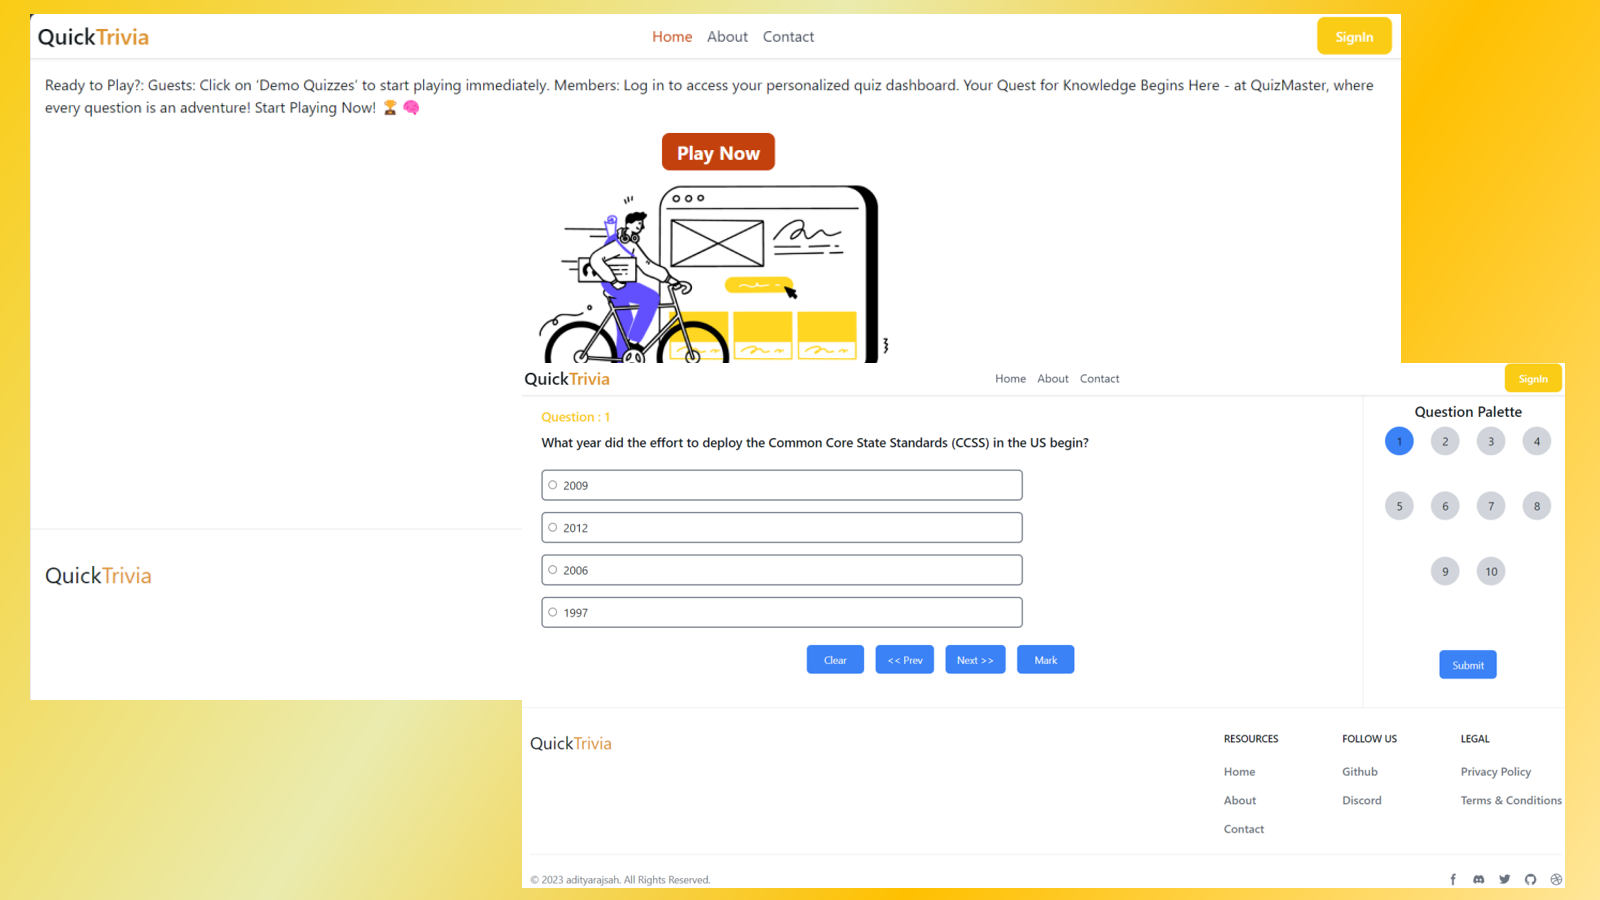 QuickTrivia
Home About Contact
SignIn
Ready to Play?: Guests: Click on ‘Demo Quizzes’ to start playing immediately. Members: Log in to access your personalized quiz dashboard. Your Quest for Knowledge Begins Here - at QuizMaster, where
every question is an adventure! Start Playing Now! 🏆 🧠
Play Now
QuickTrivia
QuickTrivia
Home About Contact
SignIn
Question : 1
What year did the effort to deploy the Common Core State Standards (CCSS) in the US begin?
2009
2012
2006
1997
Clear << Prev Next >> Mark
Question Palette
1 2 3 4
5 6 7 8
9 10
Submit
QuickTrivia
RESOURCES
Home
About
Contact
FOLLOW US
Github
Discord
LEGAL
Privacy Policy
Terms & Conditions
© 2023 adityarajsah. All Rights Reserved.